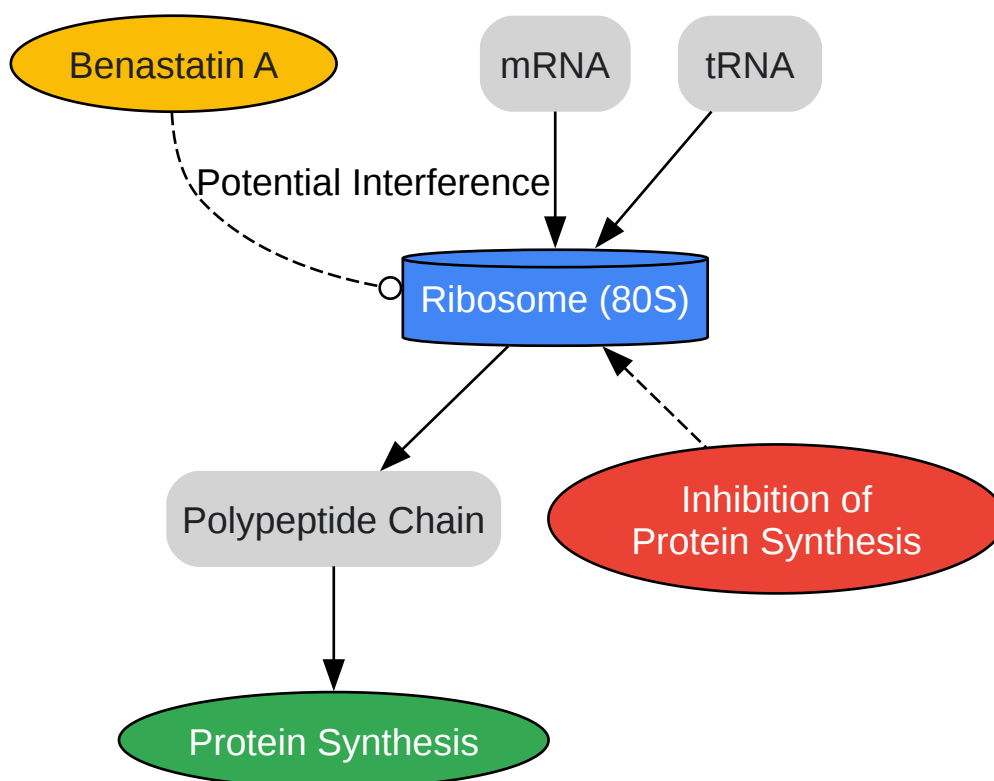 Benastatin A
mRNA
tRNA
Potential Interference
Ribosome (80S)
Polypeptide Chain
Inhibition of
Protein Synthesis
Protein Synthesis